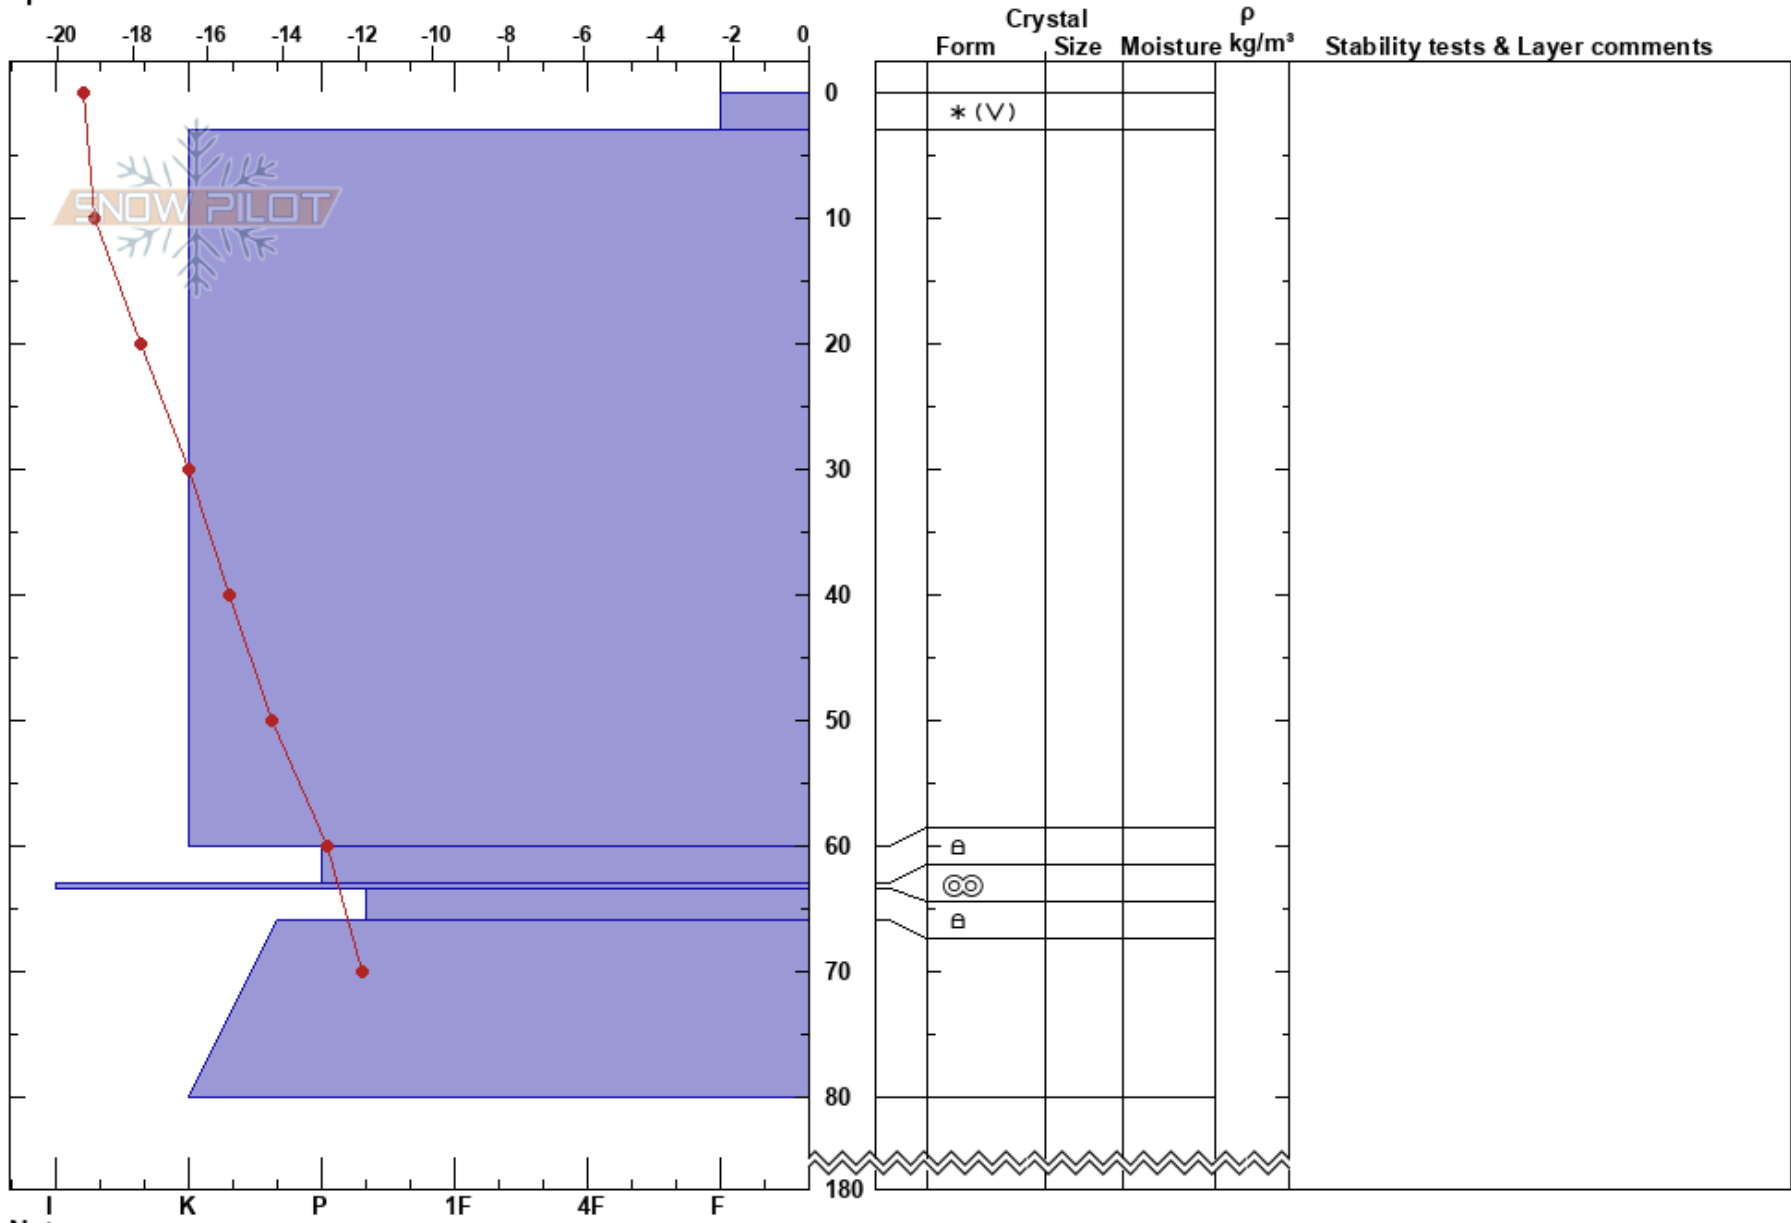 Crystal ρ
-20 -18 -16 -14 -12 -10 -8 -6 -4 -2 0
Form Size Moisture kg/m³ Stability tests & Layer comments
0
* (V)
SNOW PILOT
10
20
30
40
50
60
70
80
180
I K P 1F 4F F